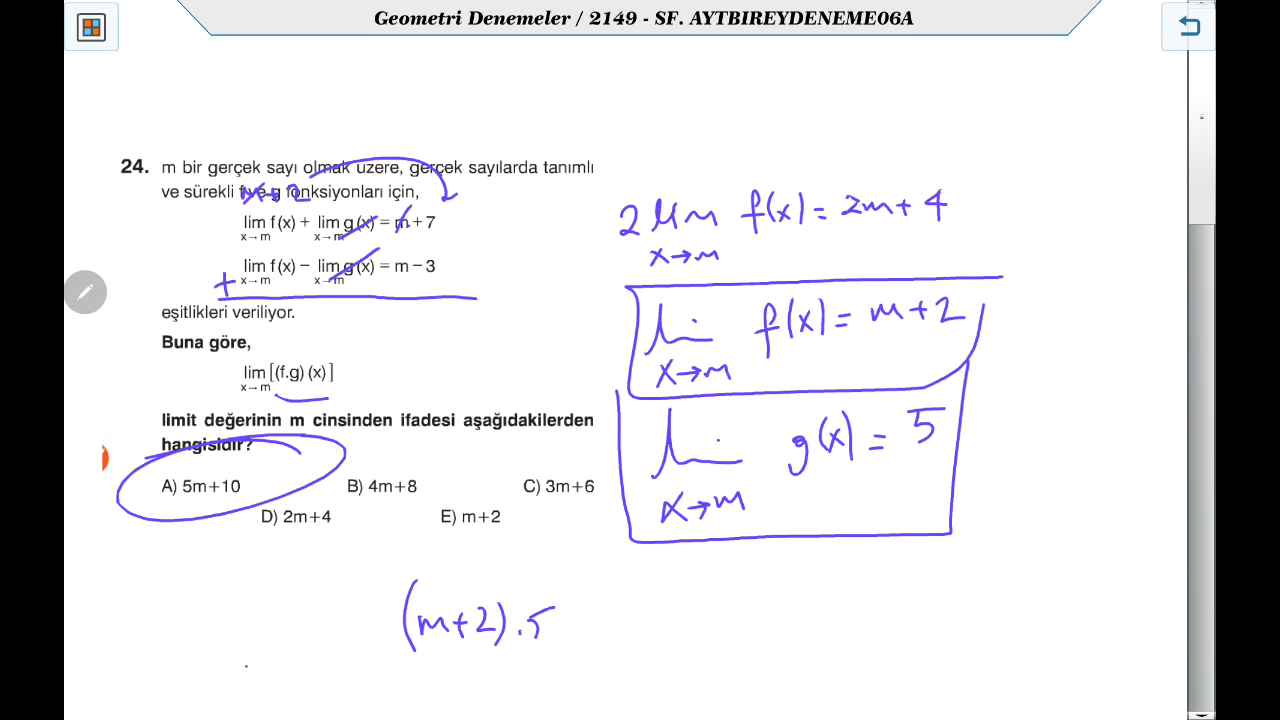 Geometri Denemeler / 2149 - SF. AYTBIREYDENEME06A
24. m bir gerçek sayı olmak üzere, gerçek sayılarda tanımlı
ve sürekli f ve g fonksiyonları için,
m+2
lim f(x) + lim g(x) = m + 7
x→m x→m
lim f(x) − lim g(x) = m − 3
x→m x→m
+
eşitlikleri veriliyor.
Buna göre,
lim [(f.g) (x)]
x→m
limit değerinin m cinsinden ifadesi aşağıdakilerden
hangisidir?
A) 5m+10 B) 4m+8 C) 3m+6
D) 2m+4 E) m+2
2 lim f(x) = 2m + 4
x→m
lim f(x) = m+2
x→m
lim g(x) = 5
x→m
(m+2).5